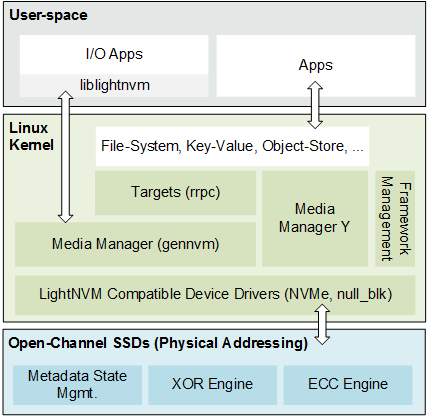 User-space
I/O Apps
liblightnvm
Apps
Linux
Kernel
File-System, Key-Value, Object-Store, ...
Targets (rrpc)
Media
Manager Y
Framework
Management
Media Manager (gennvm)
LightNVM Compatible Device Drivers (NVMe, null_blk)
Open-Channel SSDs (Physical Addressing)
Metadata State
Mgmt.
XOR Engine
ECC Engine